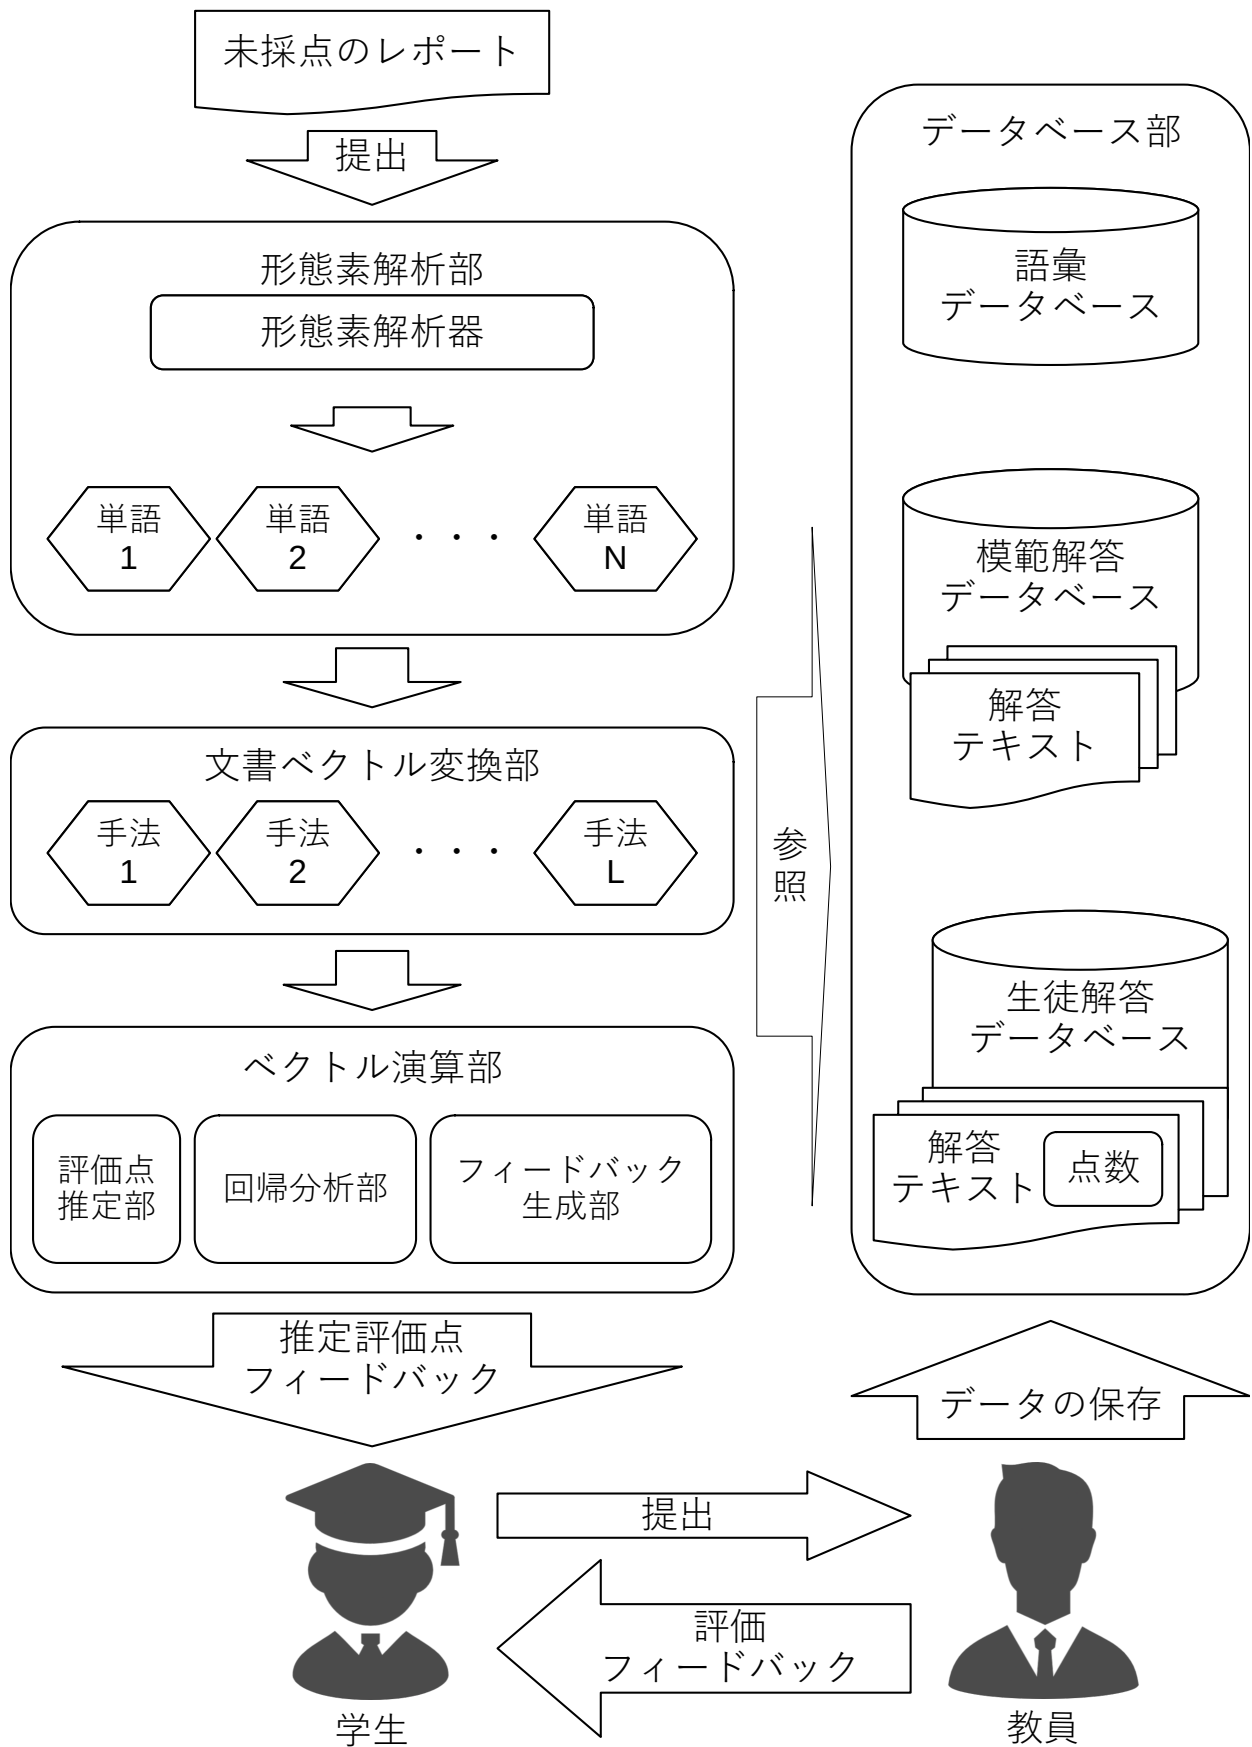 未採点のレポート
提出
形態素解析部
形態素解析器
単語
1
単語
2
・・・
単語
N
文書ベクトル変換部
手法
1
手法
2
・・・
手法
L
ベクトル演算部
評価点
推定部
回帰分析部
フィードバック
生成部
推定評価点
フィードバック
参
照
データベース部
語彙
データベース
模範解答
データベース
解答
テキスト
生徒解答
データベース
解答
テキスト
点数
データの保存
提出
評価
フィードバック
学生
教員